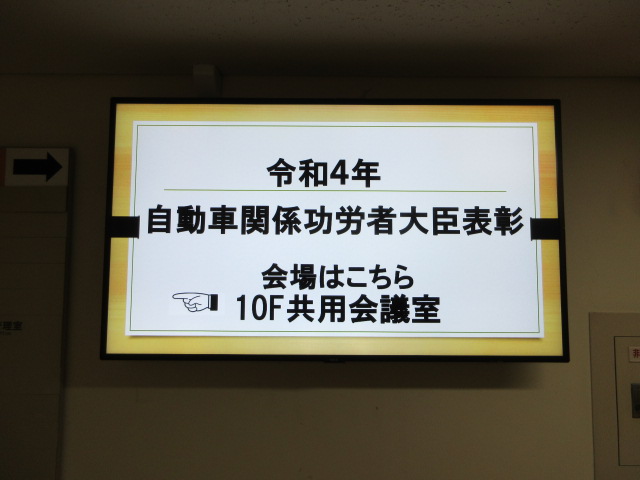 令和4年
自動車関係功労者大臣表彰
会場はこちら
10F共用会議室
非